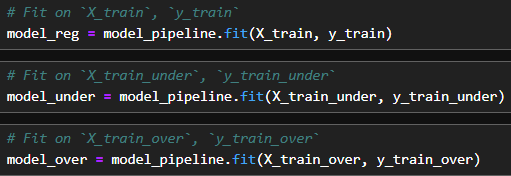 # Fit on `X_train`, `y_train`
model_reg = model_pipeline.fit(X_train, y_train)
# Fit on `X_train_under`, `y_train_under`
model_under = model_pipeline.fit(X_train_under, y_train_under)
# Fit on `X_train_over`, `y_train_over`
model_over = model_pipeline.fit(X_train_over, y_train_over)